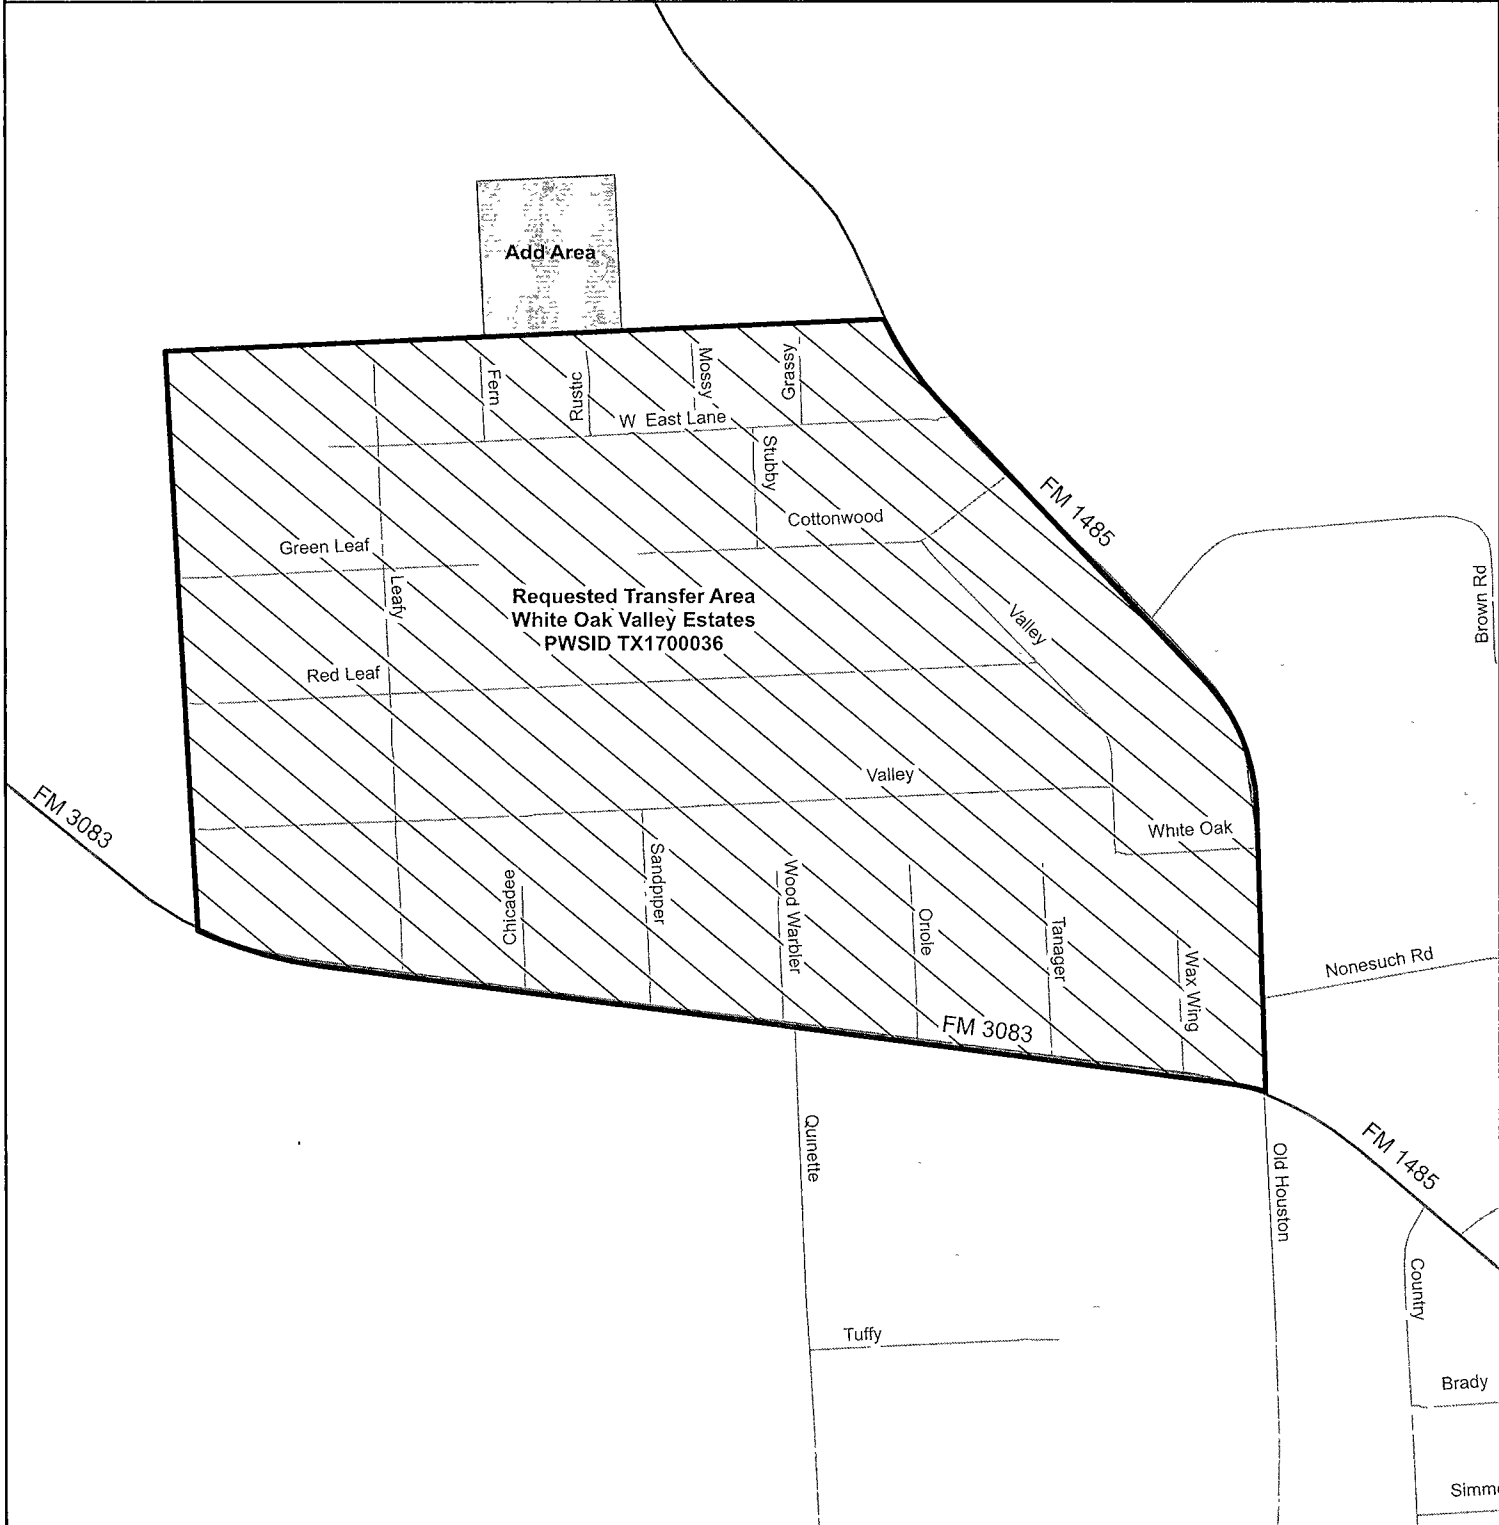 Add Area
Fern
Rustic
Mossy
Grassy
W East Lane
Stubby
Cottonwood
FM 1485
Green Leaf
Leafy
Requested Transfer Area
White Oak Valley Estates
PWSID TX1700036
Valley
Brown Rd
Red Leaf
Valley
FM 3083
White Oak
Chicadee
Sandpiper
Wood Warbler
Oriole
Tanager
Wax Wing
Nonesuch Rd
FM 3083
Quinette
Old Houston
FM 1485
Country
Tuffy
Brady